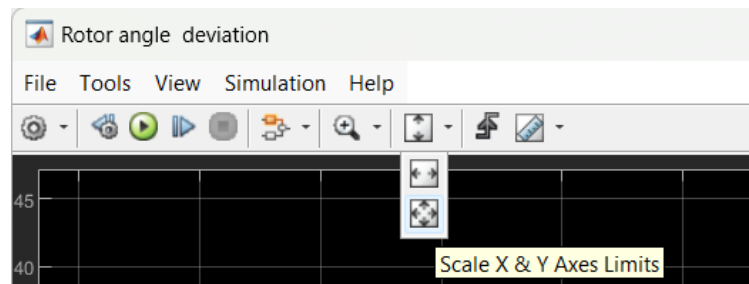 Rotor angle  deviation
File Tools View Simulation Help
45
Scale X & Y Axes Limits
40